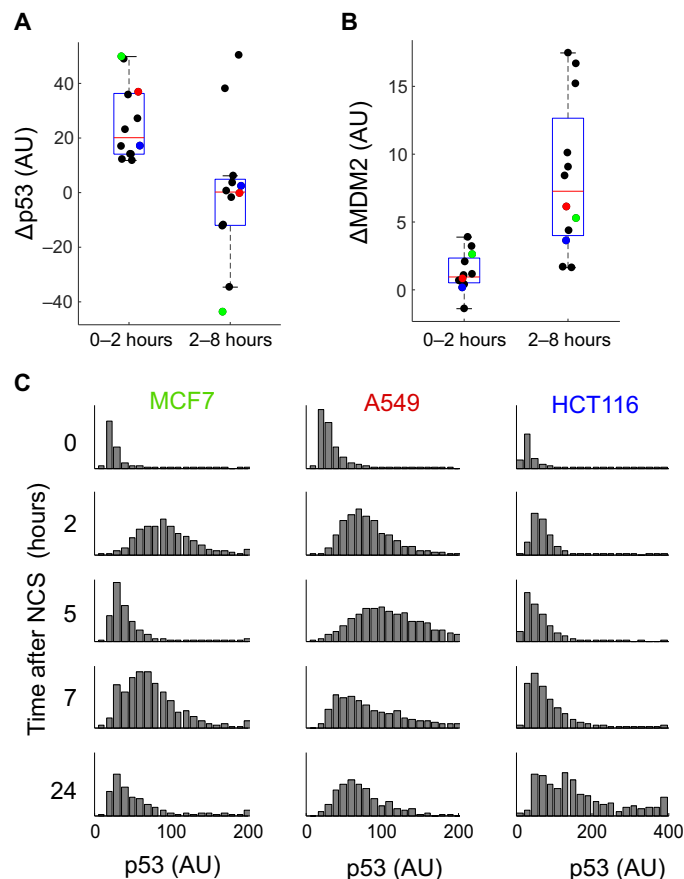 A
Δp53 (AU)
40
20
0
−20
−40
0–2 hours 2–8 hours
B
ΔMDM2 (AU)
15
10
5
0
0–2 hours 2–8 hours
C
MCF7 A549 HCT116
Time after NCS (hours)
0
2
5
7
24
0 100 200 0 100 200 0 200 400
p53 (AU) p53 (AU) p53 (AU)